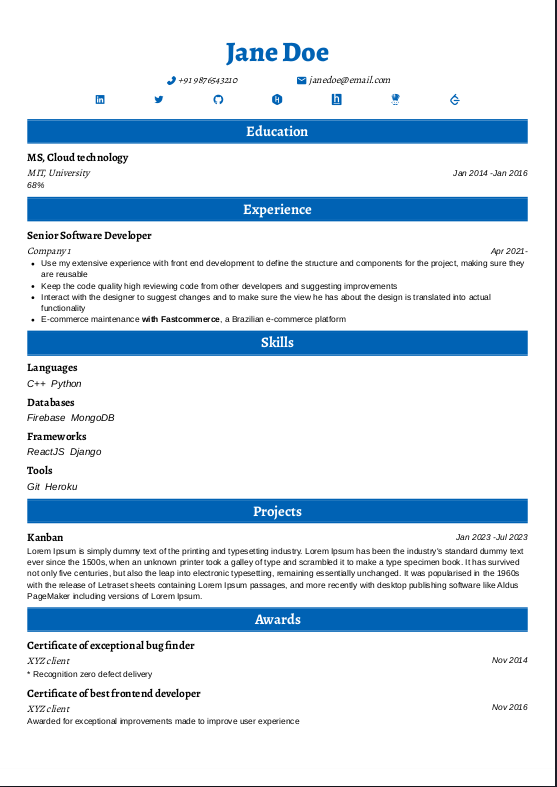 Jane Doe
+91 9876543210 janedoe@email.com
Education
MS, Cloud technology
MIT, University Jan 2014 -Jan 2016
68%
Experience
Senior Software Developer
Company 1 Apr 2021-
• Use my extensive experience with front end development to define the structure and components for the project, making sure they
are reusable
• Keep the code quality high reviewing code from other developers and suggesting improvements
• Interact with the designer to suggest changes and to make sure the view he has about the design is translated into actual
functionality
• E-commerce maintenance with Fastcommerce, a Brazilian e-commerce platform
Skills
Languages
C++ Python
Databases
Firebase MongoDB
Frameworks
ReactJS Django
Tools
Git Heroku
Projects
Kanban Jan 2023 -Jul 2023
Lorem Ipsum is simply dummy text of the printing and typesetting industry. Lorem Ipsum has been the industry's standard dummy text
ever since the 1500s, when an unknown printer took a galley of type and scrambled it to make a type specimen book. It has survived
not only five centuries, but also the leap into electronic typesetting, remaining essentially unchanged. It was popularised in the 1960s
with the release of Letraset sheets containing Lorem Ipsum passages, and more recently with desktop publishing software like Aldus
PageMaker including versions of Lorem Ipsum.
Awards
Certificate of exceptional bug finder
XYZ client Nov 2014
* Recognition zero defect delivery
Certificate of best frontend developer
XYZ client Nov 2016
Awarded for exceptional improvements made to improve user experience